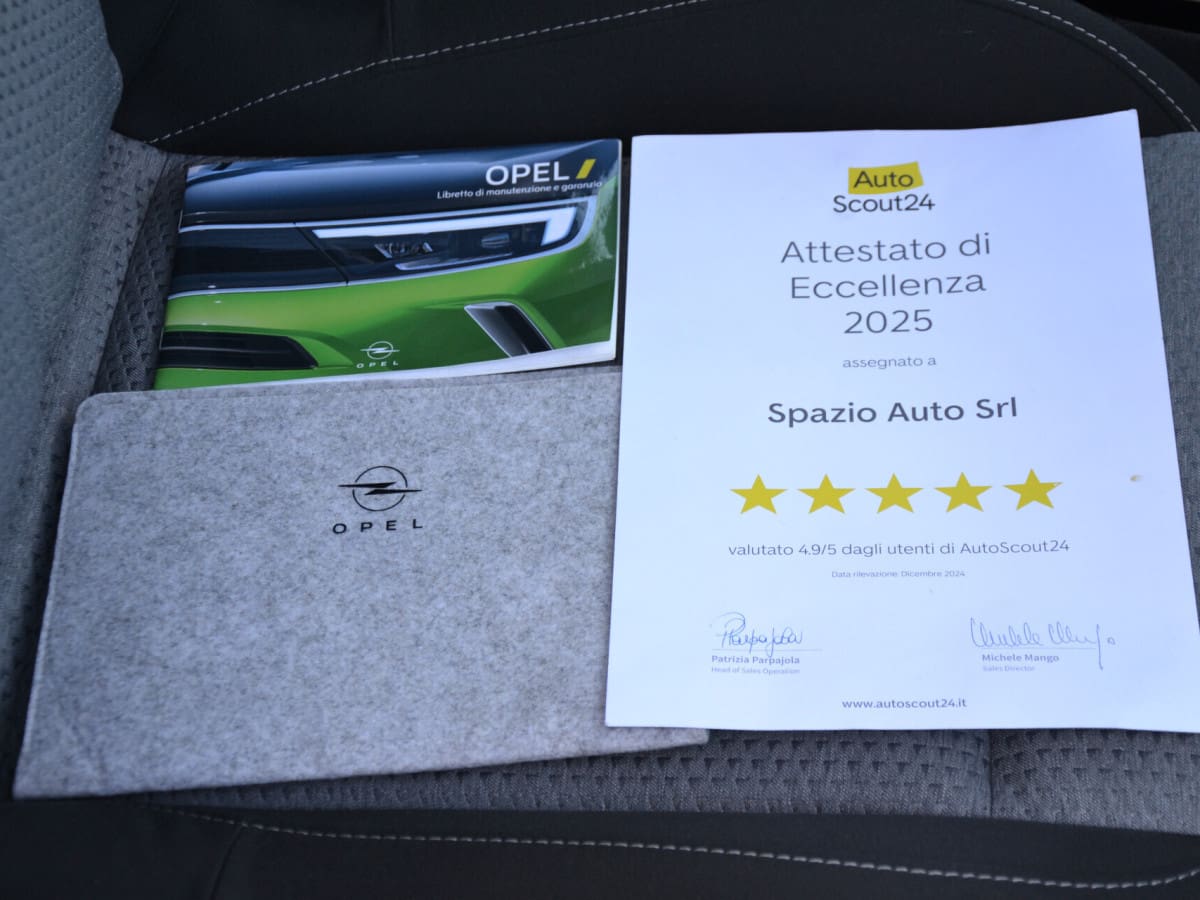 OPEL
Libretto di manutenzione e garanzia
OPEL
OPEL
Auto
Scout24
Attestato di
Eccellenza
2025
assegnato a
Spazio Auto Srl
valutato 4.9/5 dagli utenti di AutoScout24
Data rilevazione: Dicembre 2024
Patrizia Parpajola
Head of Sales Operation
Michele Mango
Sales Director
www.autoscout24.it